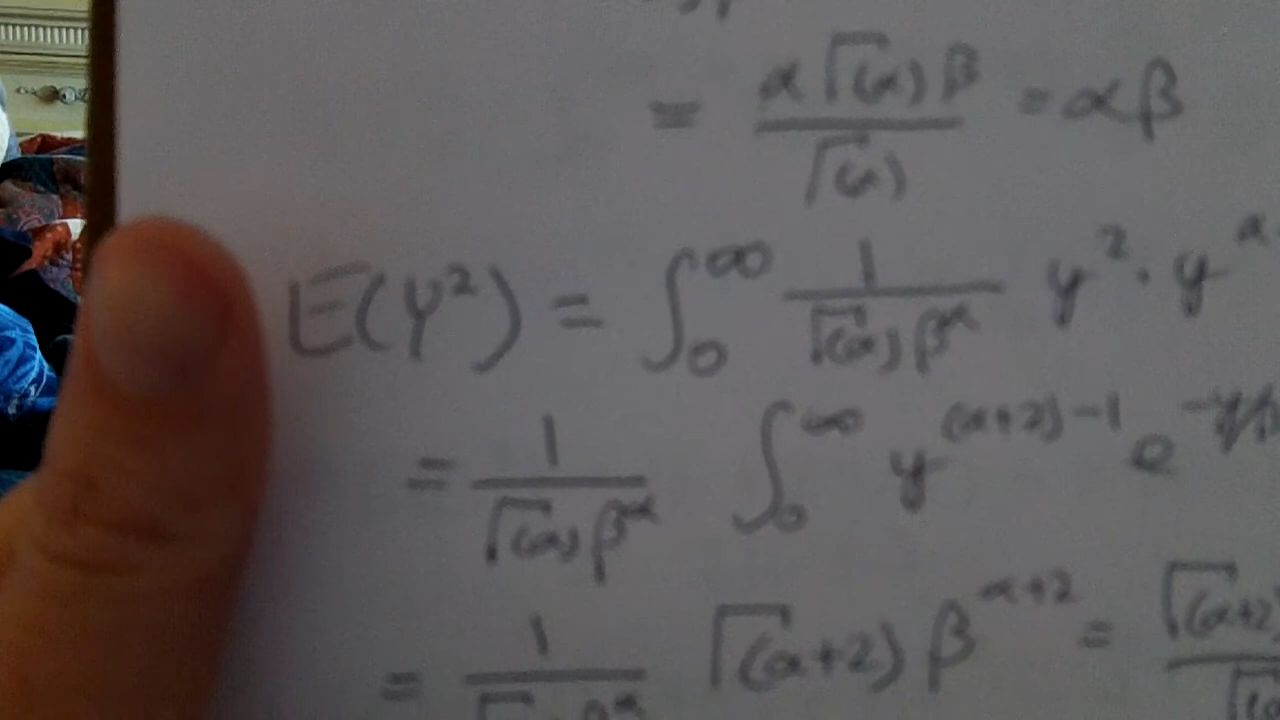 = αΓ(α)β / Γ(α) = αβ
E(Y²) = ∫₀^∞ 1 / Γ(α)β^α y² · y^α
= 1 / Γ(α)β^α ∫₀^∞ y^(α+2)-1 e^-y/β
= 1 / Γ(α)β^α Γ(α+2) β^α+2 = Γ(α+2) / Γ(α